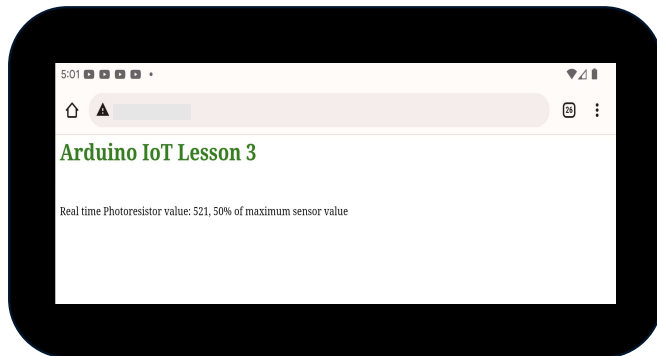 5:01
26
Arduino IoT Lesson 3
Real time Photoresistor value: 521, 50% of maximum sensor value